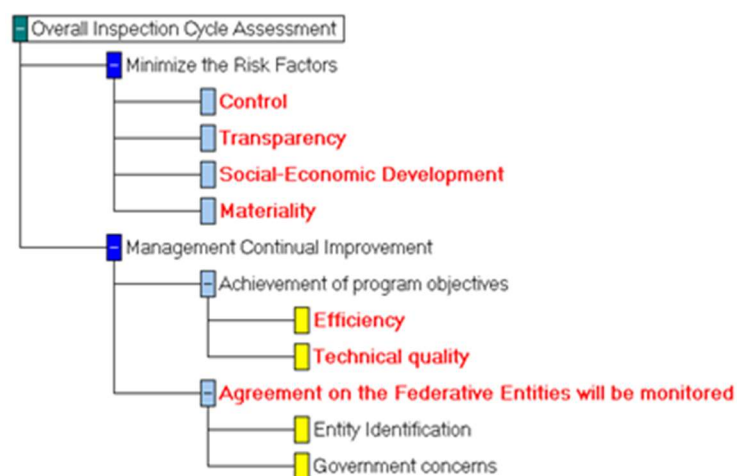 Overall Inspection Cycle Assessment
Minimize the Risk Factors
Control
Transparency
Social-Economic Development
Materiality
Management Continual Improvement
Achievement of program objectives
Efficiency
Technical quality
Agreement on the Federative Entities will be monitored
Entity Identification
Government concerns